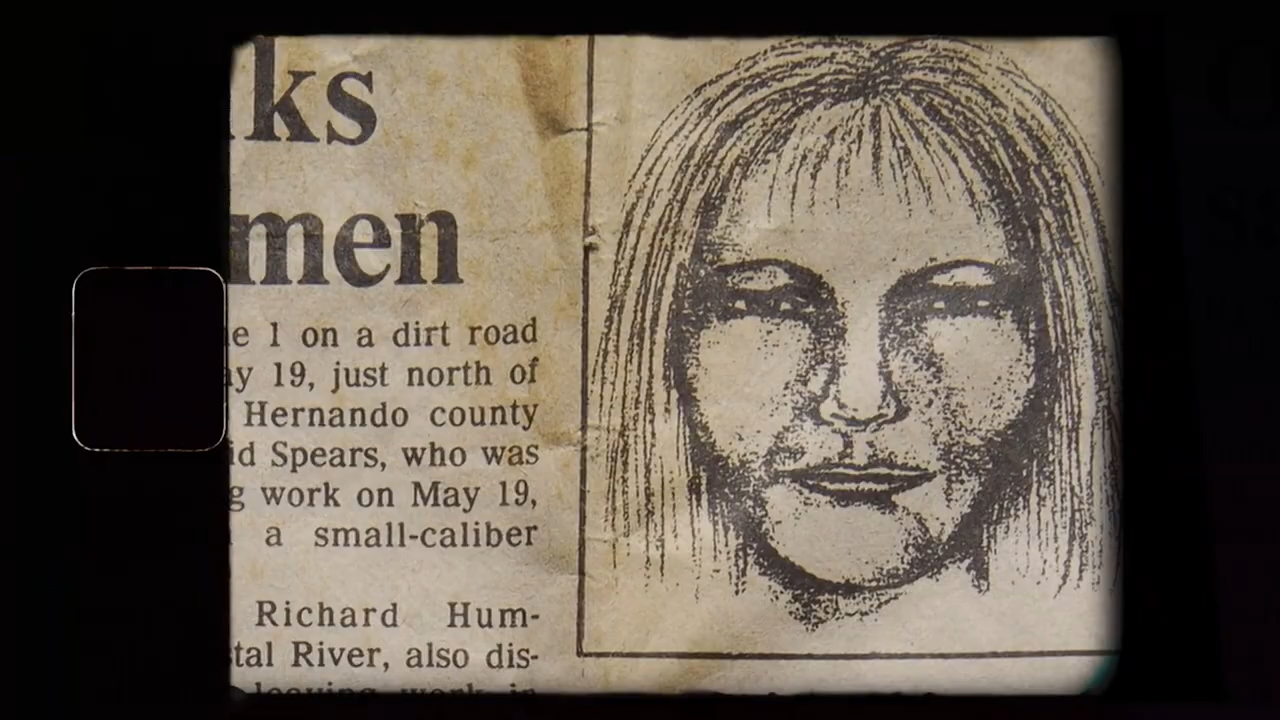 ks
men
e 1 on a dirt road
ay 19, just north of
Hernando county
id Spears, who was
g work on May 19,
a small-caliber
Richard Hum-
stal River, also dis-
leaving work in